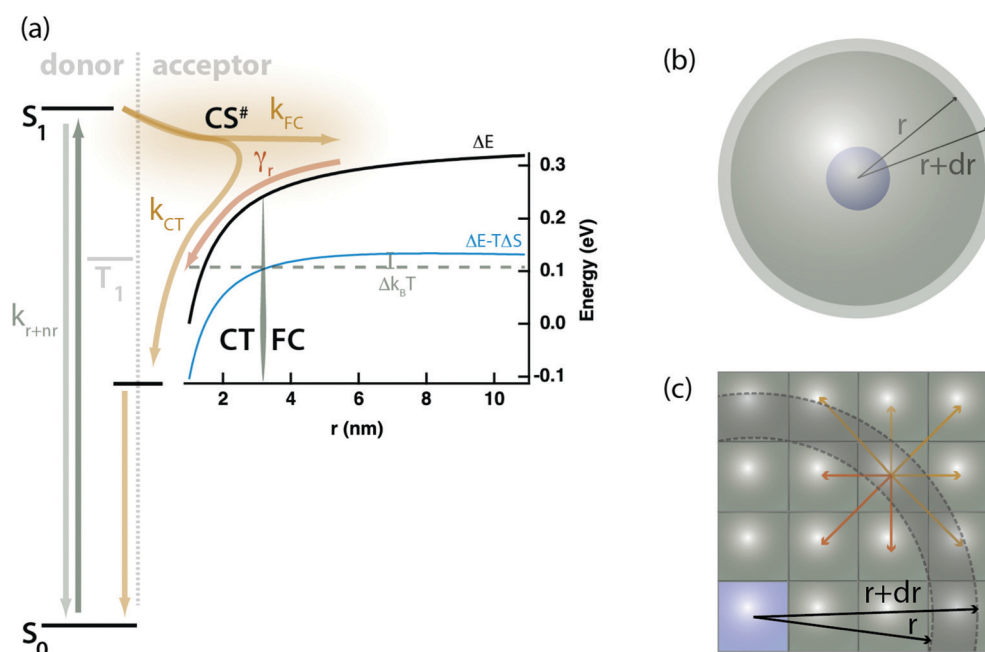 (a)
donor acceptor
S1
CS#
kFC
γr
ΔE
0.3
kCT
0.2
ΔE-TΔS
T1
0.1
ΔkBT
kr+nr
0.0
CT FC
-0.1
Energy (eV)
2 4 6 8 10
r (nm)
S0
(b)
r
r+dr
(c)
r+dr
r